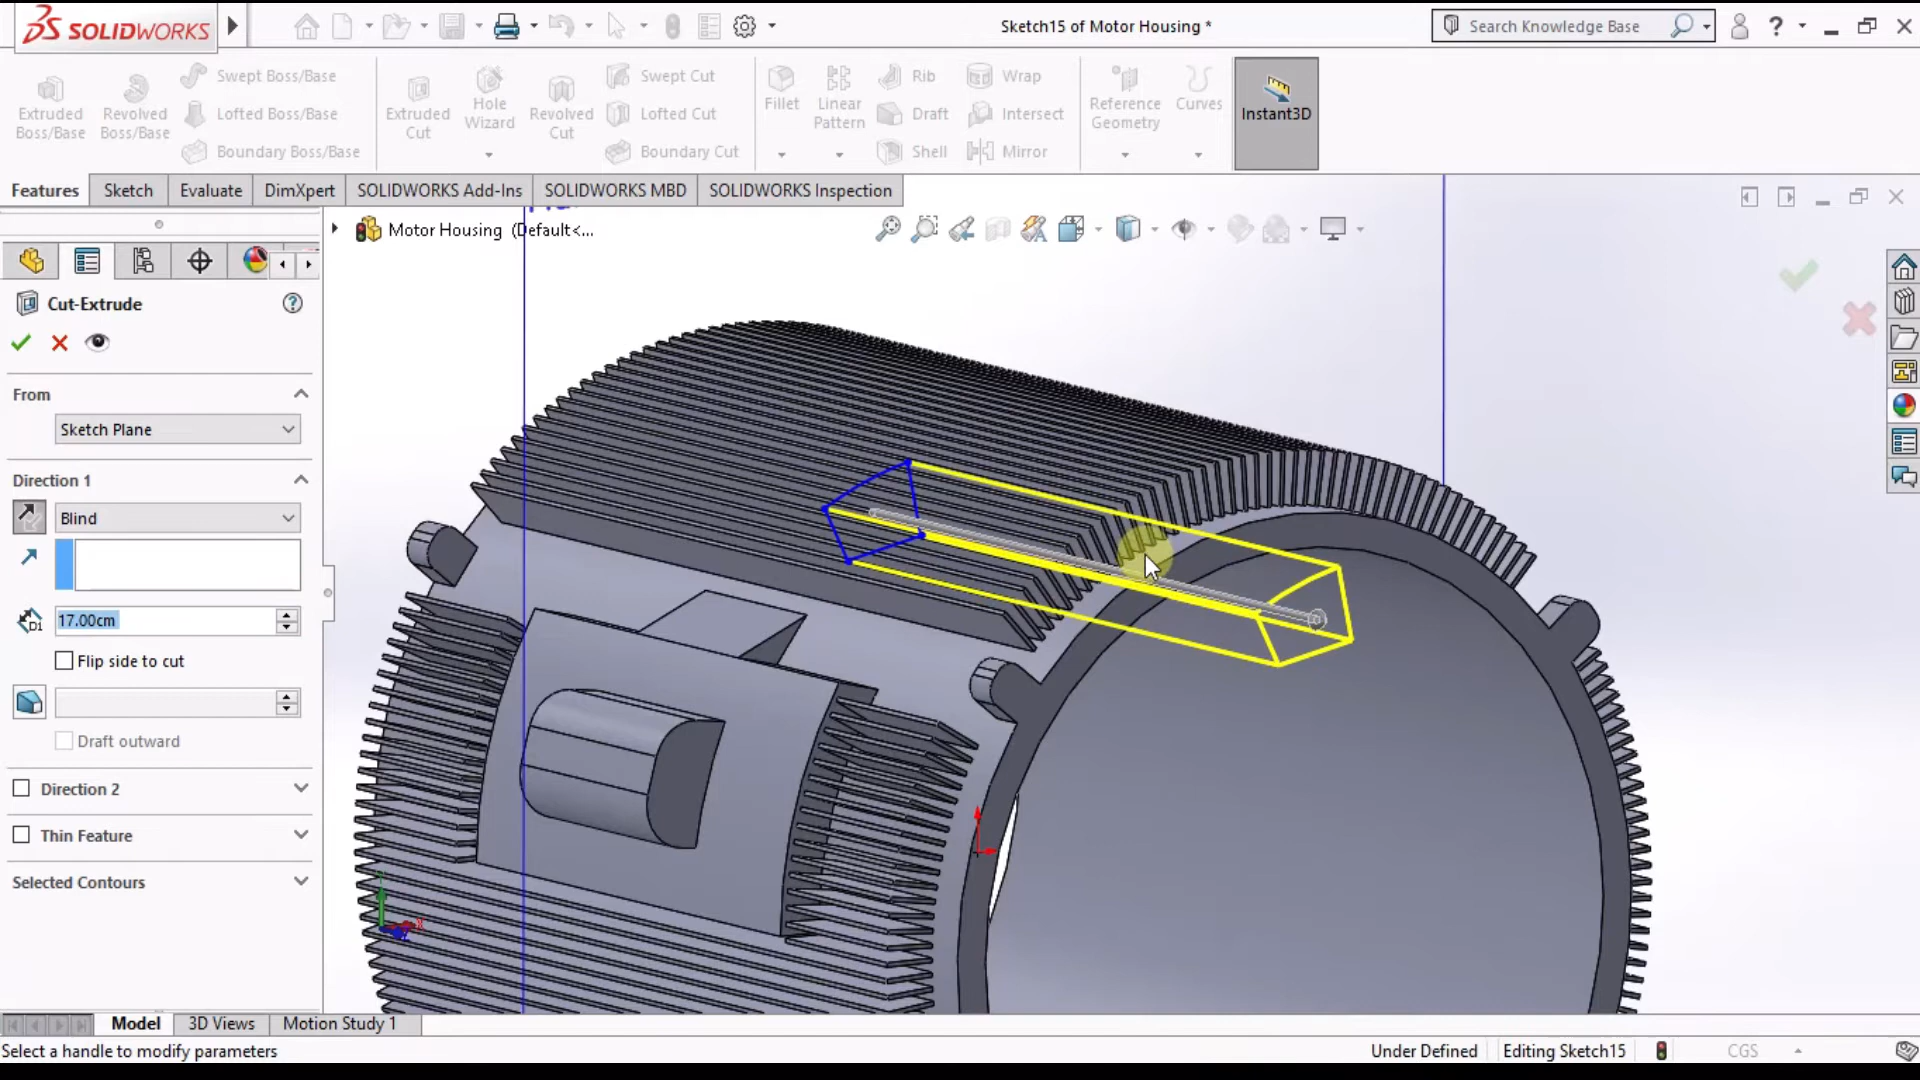 SOLIDWORKS
Sketch15 of Motor Housing *
Search Knowledge Base
?
Extruded Boss/Base
Revolved Boss/Base
Swept Boss/Base
Lofted Boss/Base
Boundary Boss/Base
Extruded Cut
Hole Wizard
Revolved Cut
Swept Cut
Lofted Cut
Boundary Cut
Fillet
Linear Pattern
Rib
Draft
Shell
Wrap
Intersect
Mirror
Reference Geometry
Curves
Instant3D
Features
Sketch
Evaluate
DimXpert
SOLIDWORKS Add-Ins
SOLIDWORKS MBD
SOLIDWORKS Inspection
Motor Housing (Default<...
Cut-Extrude
From
Sketch Plane
Direction 1
Blind
D1
17.00cm
Flip side to cut
Draft outward
Direction 2
Thin Feature
Selected Contours
Model
3D Views
Motion Study 1
Select a handle to modify parameters
Under Defined
Editing Sketch15
CGS